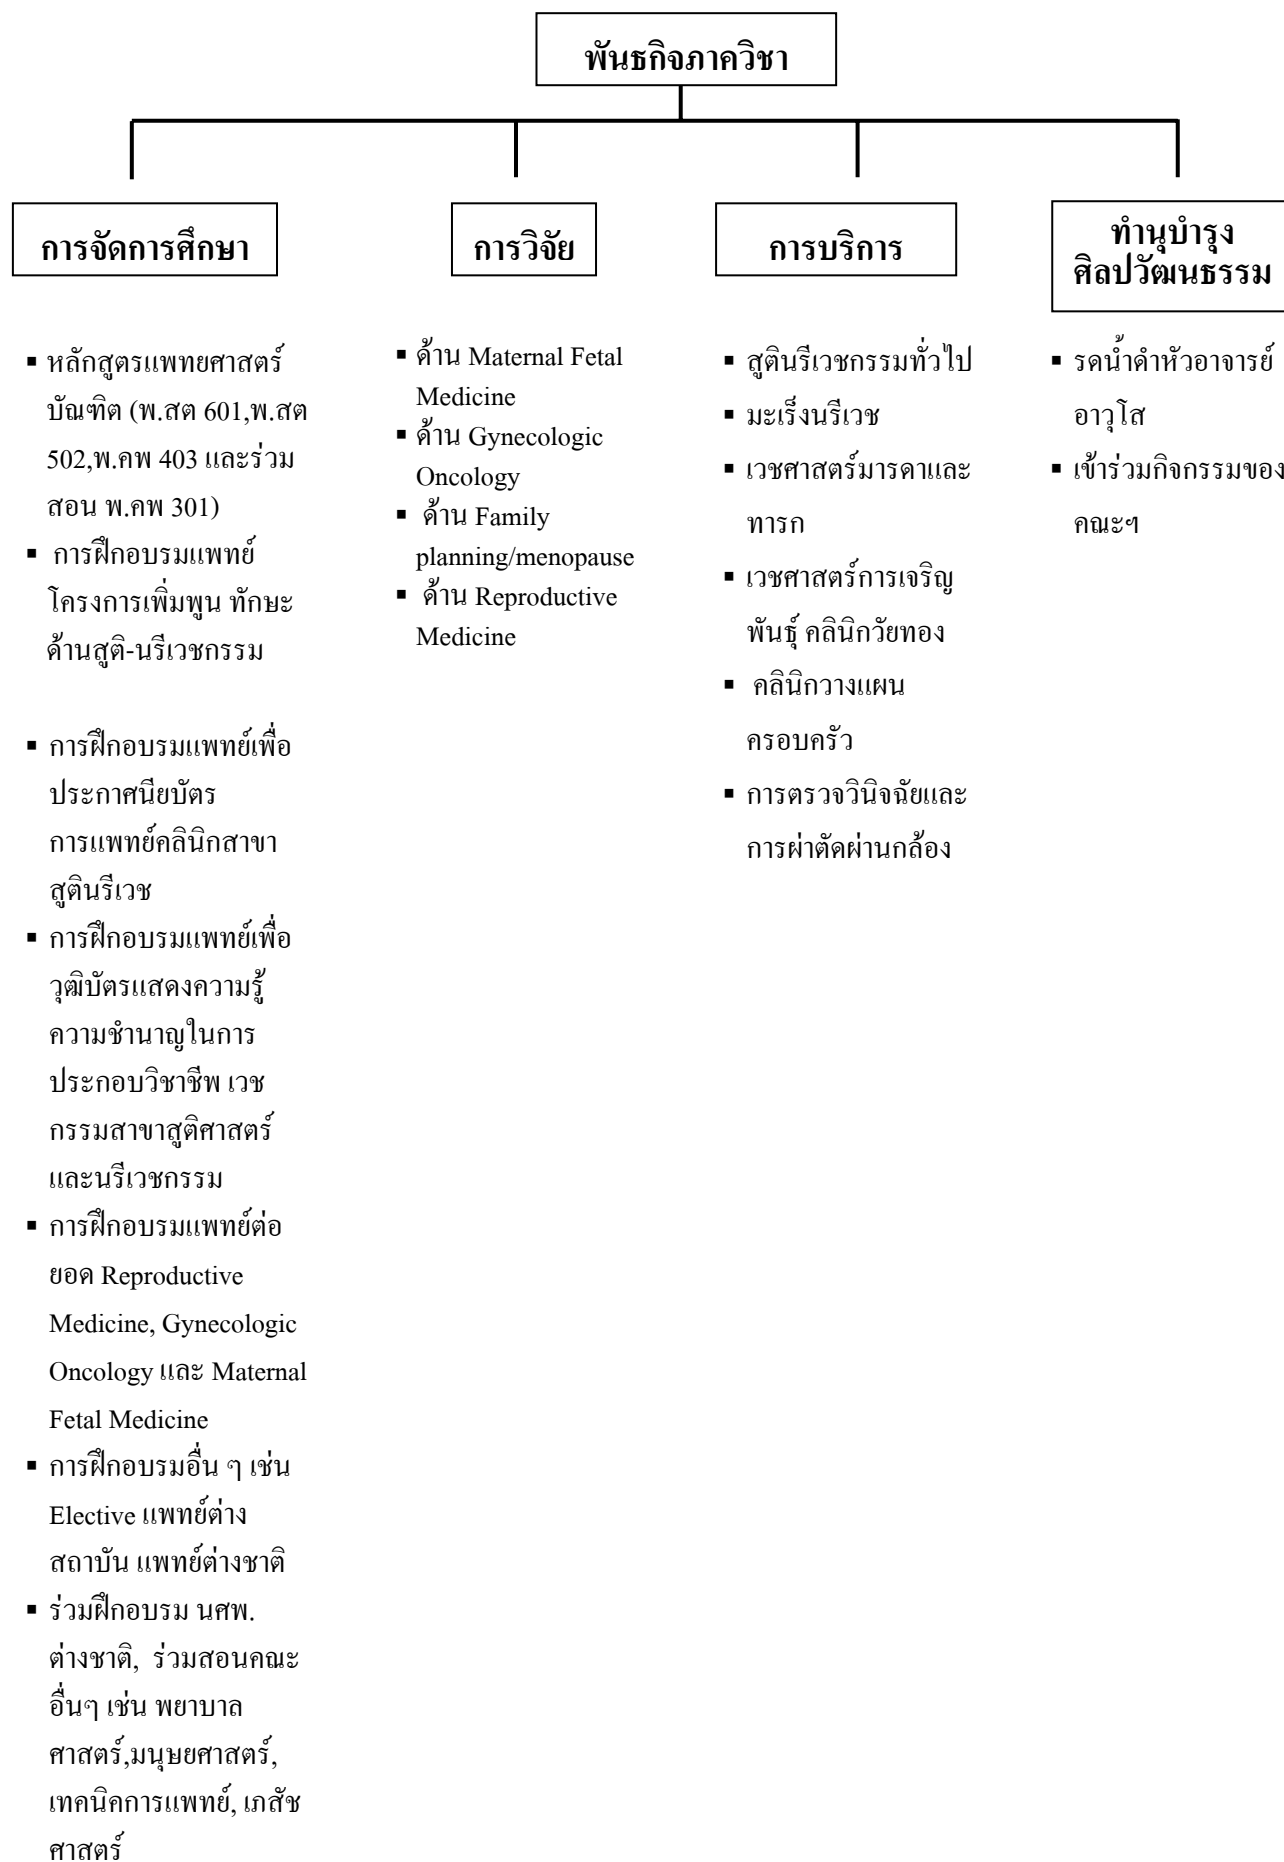 พันธกิจภาควิชา
การจัดการศึกษา
▪ หลักสูตรแพทยศาสตร์
บัณฑิต (พ.สต 601,พ.สต
502,พ.คพ 403 และร่วม
สอน พ.คพ 301)
▪ การฝึกอบรมแพทย์
โครงการเพิ่มพูน ทักษะ
ด้านสูติ-นรีเวชกรรม
▪ การฝึกอบรมแพทย์เพื่อ
ประกาศนียบัตร
การแพทย์คลินิกสาขา
สูตินรีเวช
▪ การฝึกอบรมแพทย์เพื่อ
วุฒิบัตรแสดงความรู้
ความชำนาญในการ
ประกอบวิชาชีพ เวช
กรรมสาขาสูติศาสตร์
และนรีเวชกรรม
▪ การฝึกอบรมแพทย์ต่อ
ยอด Reproductive
Medicine, Gynecologic
Oncology และ Maternal
Fetal Medicine
▪ การฝึกอบรมอื่น ๆ เช่น
Elective แพทย์ต่าง
สถาบัน แพทย์ต่างชาติ
▪ ร่วมฝึกอบรม นศพ.
ต่างชาติ, ร่วมสอนคณะ
อื่นๆ เช่น พยาบาล
ศาสตร์,มนุษยศาสตร์,
เทคนิคการแพทย์, เภสัช
ศาสตร์
การวิจัย
▪ ด้าน Maternal Fetal
Medicine
▪ ด้าน Gynecologic
Oncology
▪ ด้าน Family
planning/menopause
▪ ด้าน Reproductive
Medicine
การบริการ
▪ สูตินรีเวชกรรมทั่วไป
▪ มะเร็งนรีเวช
▪ เวชศาสตร์มารดาและ
ทารก
▪ เวชศาสตร์การเจริญ
พันธุ์ คลินิกวัยทอง
▪ คลินิกวางแผน
ครอบครัว
▪ การตรวจวินิจฉัยและ
การผ่าตัดผ่านกล้อง
ทำนุบำรุง
ศิลปวัฒนธรรม
▪ รดน้ำดำหัวอาจารย์
อาวุโส
▪ เข้าร่วมกิจกรรมของ
คณะฯ